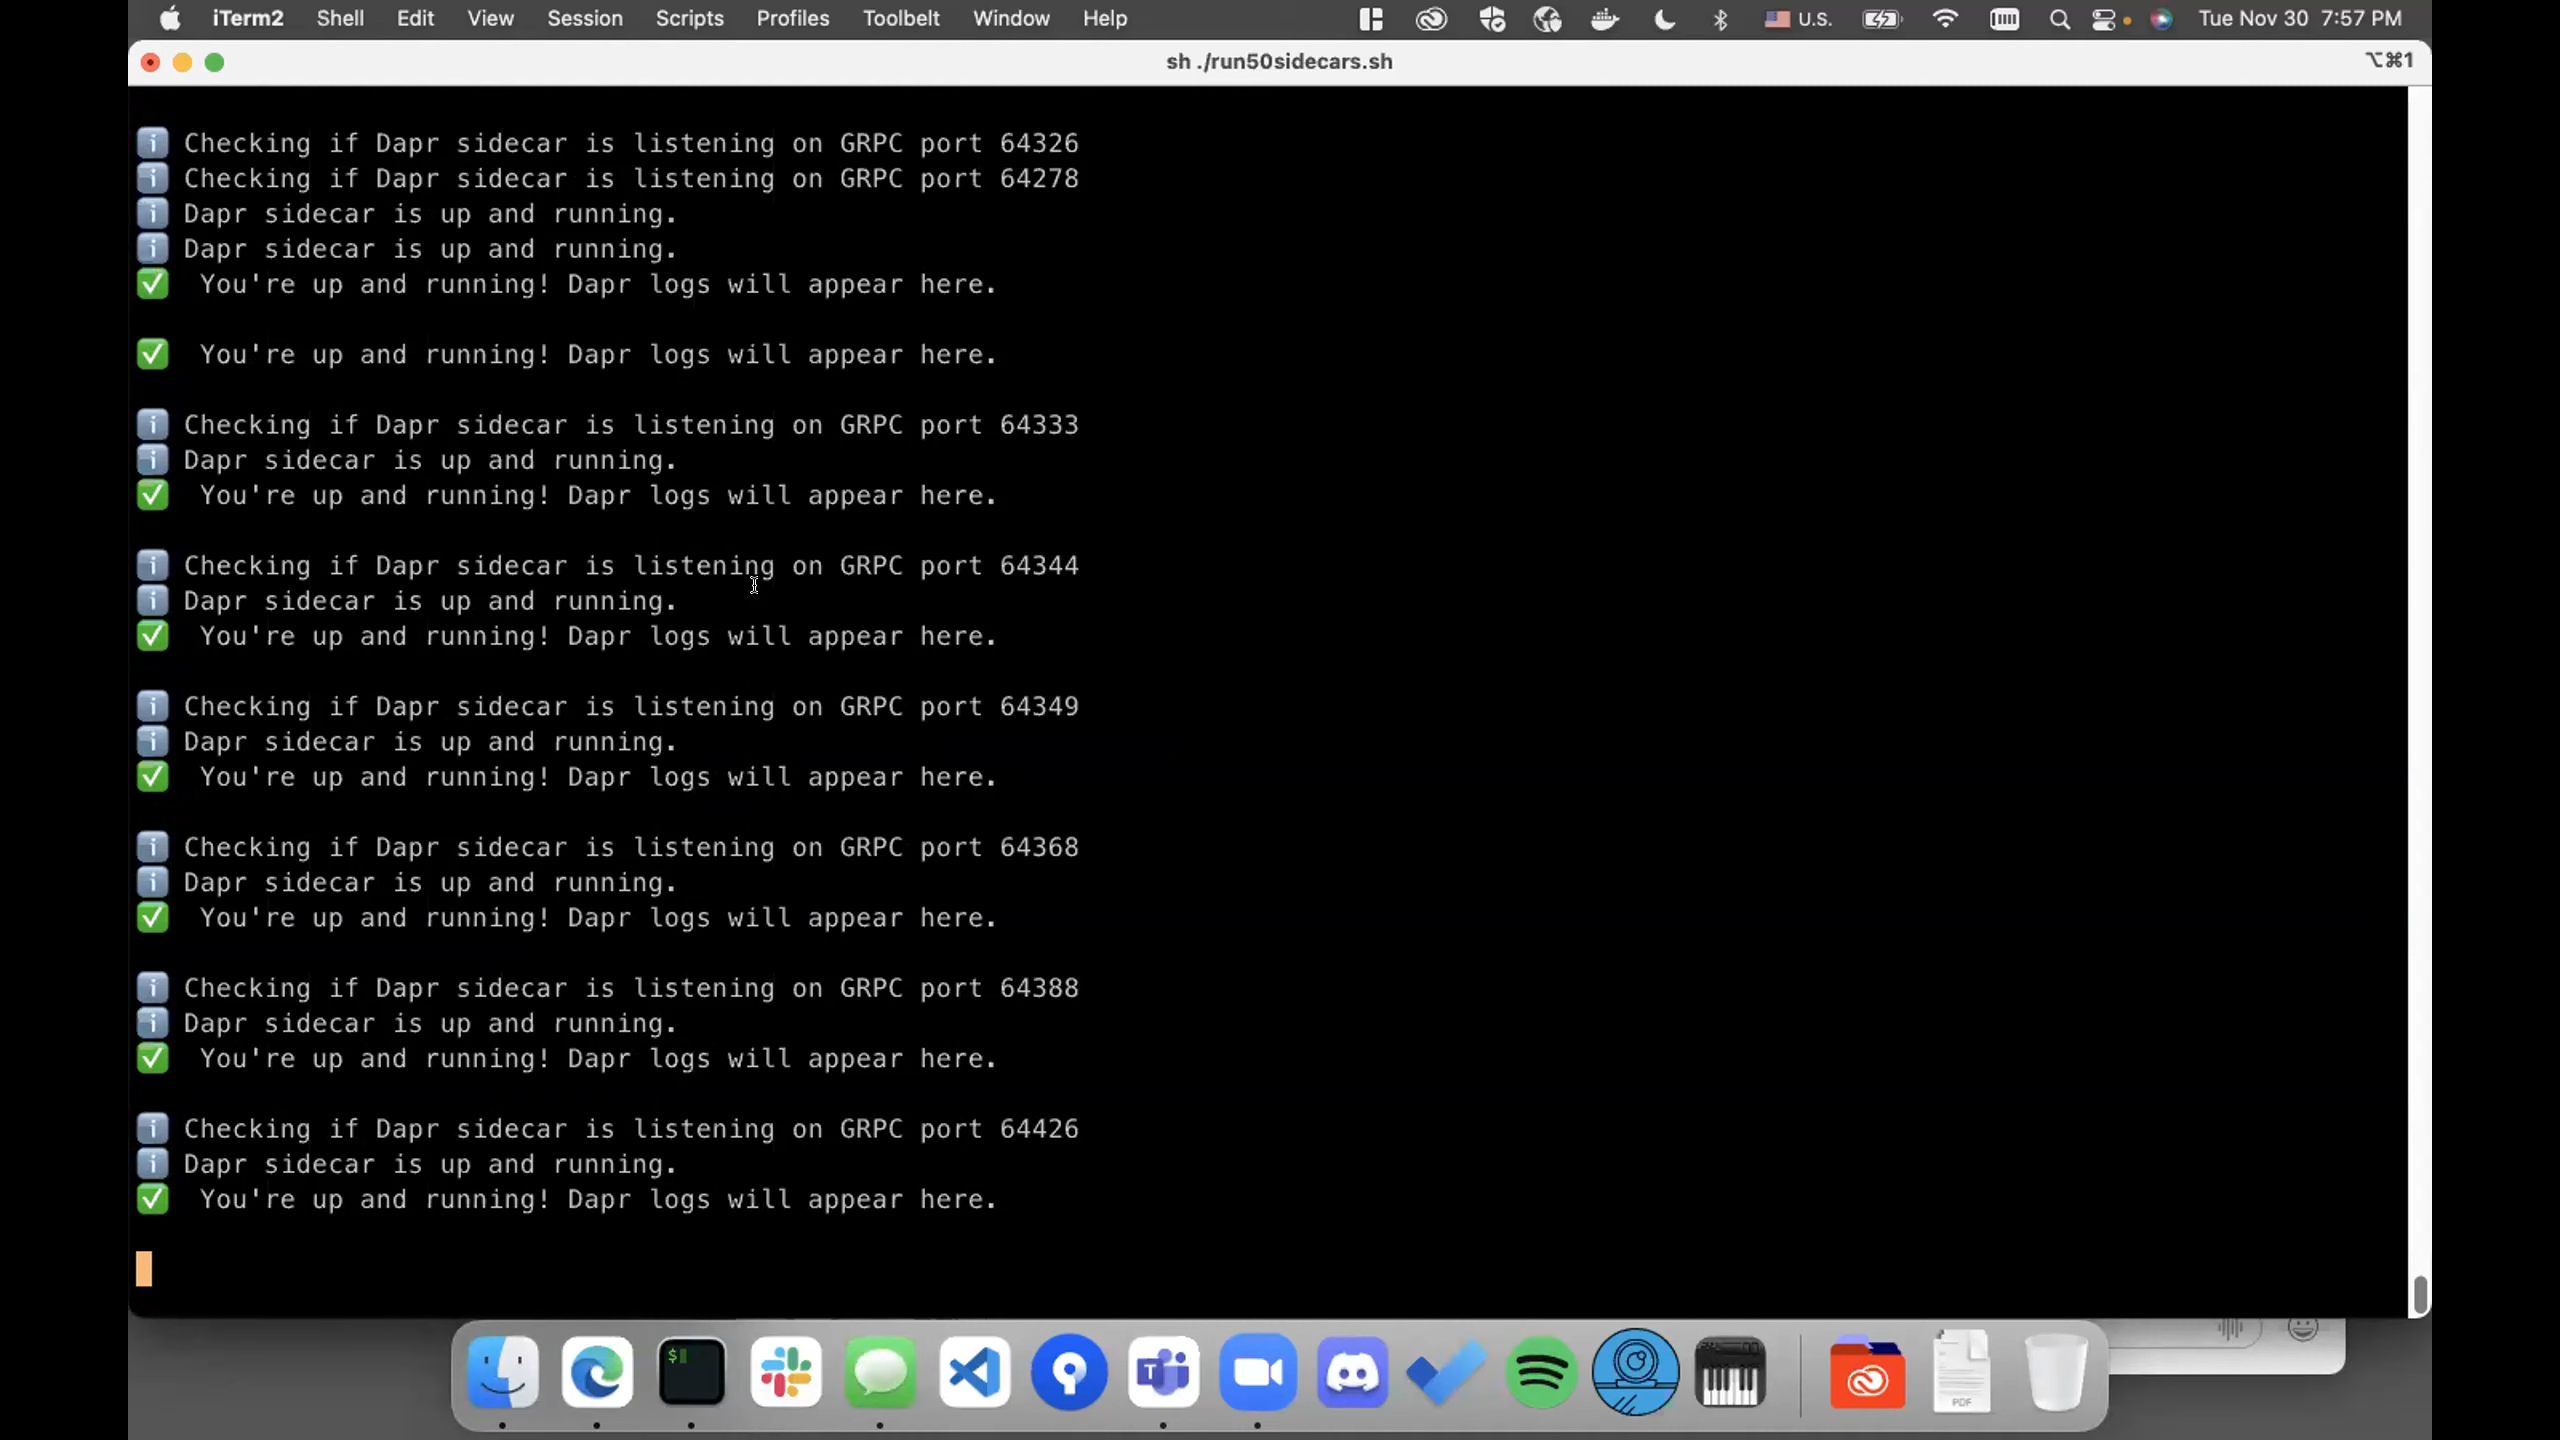 iTerm2 Shell Edit View Session Scripts Profiles Toolbelt Window Help U.S. Tue Nov 30 7:57 PM
sh ./run50sidecars.sh ⌥⌘1
Checking if Dapr sidecar is listening on GRPC port 64326
Checking if Dapr sidecar is listening on GRPC port 64278
Dapr sidecar is up and running.
Dapr sidecar is up and running.
You're up and running! Dapr logs will appear here.
You're up and running! Dapr logs will appear here.
Checking if Dapr sidecar is listening on GRPC port 64333
Dapr sidecar is up and running.
You're up and running! Dapr logs will appear here.
Checking if Dapr sidecar is listening on GRPC port 64344
Dapr sidecar is up and running.
You're up and running! Dapr logs will appear here.
Checking if Dapr sidecar is listening on GRPC port 64349
Dapr sidecar is up and running.
You're up and running! Dapr logs will appear here.
Checking if Dapr sidecar is listening on GRPC port 64368
Dapr sidecar is up and running.
You're up and running! Dapr logs will appear here.
Checking if Dapr sidecar is listening on GRPC port 64388
Dapr sidecar is up and running.
You're up and running! Dapr logs will appear here.
Checking if Dapr sidecar is listening on GRPC port 64426
Dapr sidecar is up and running.
You're up and running! Dapr logs will appear here.
PDF